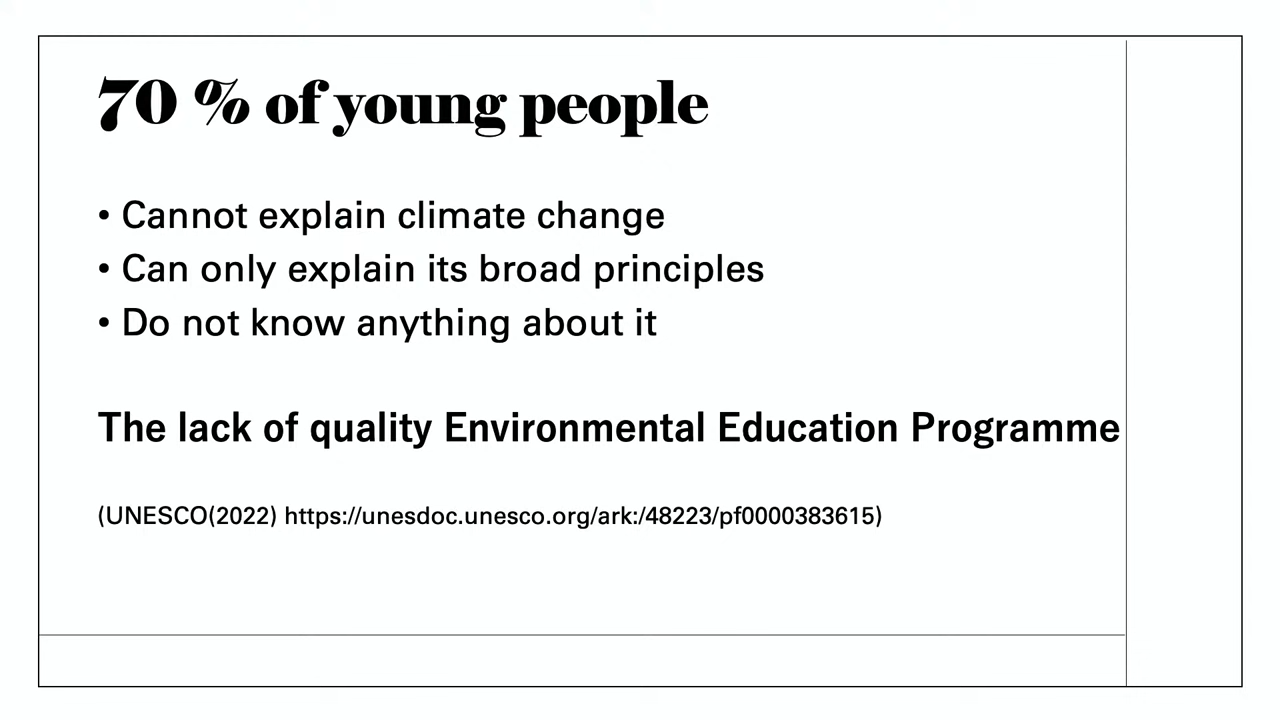 70 % of young people
• Cannot explain climate change
• Can only explain its broad principles
• Do not know anything about it
The lack of quality Environmental Education Programme
(UNESCO(2022) https://unesdoc.unesco.org/ark:/48223/pf0000383615)